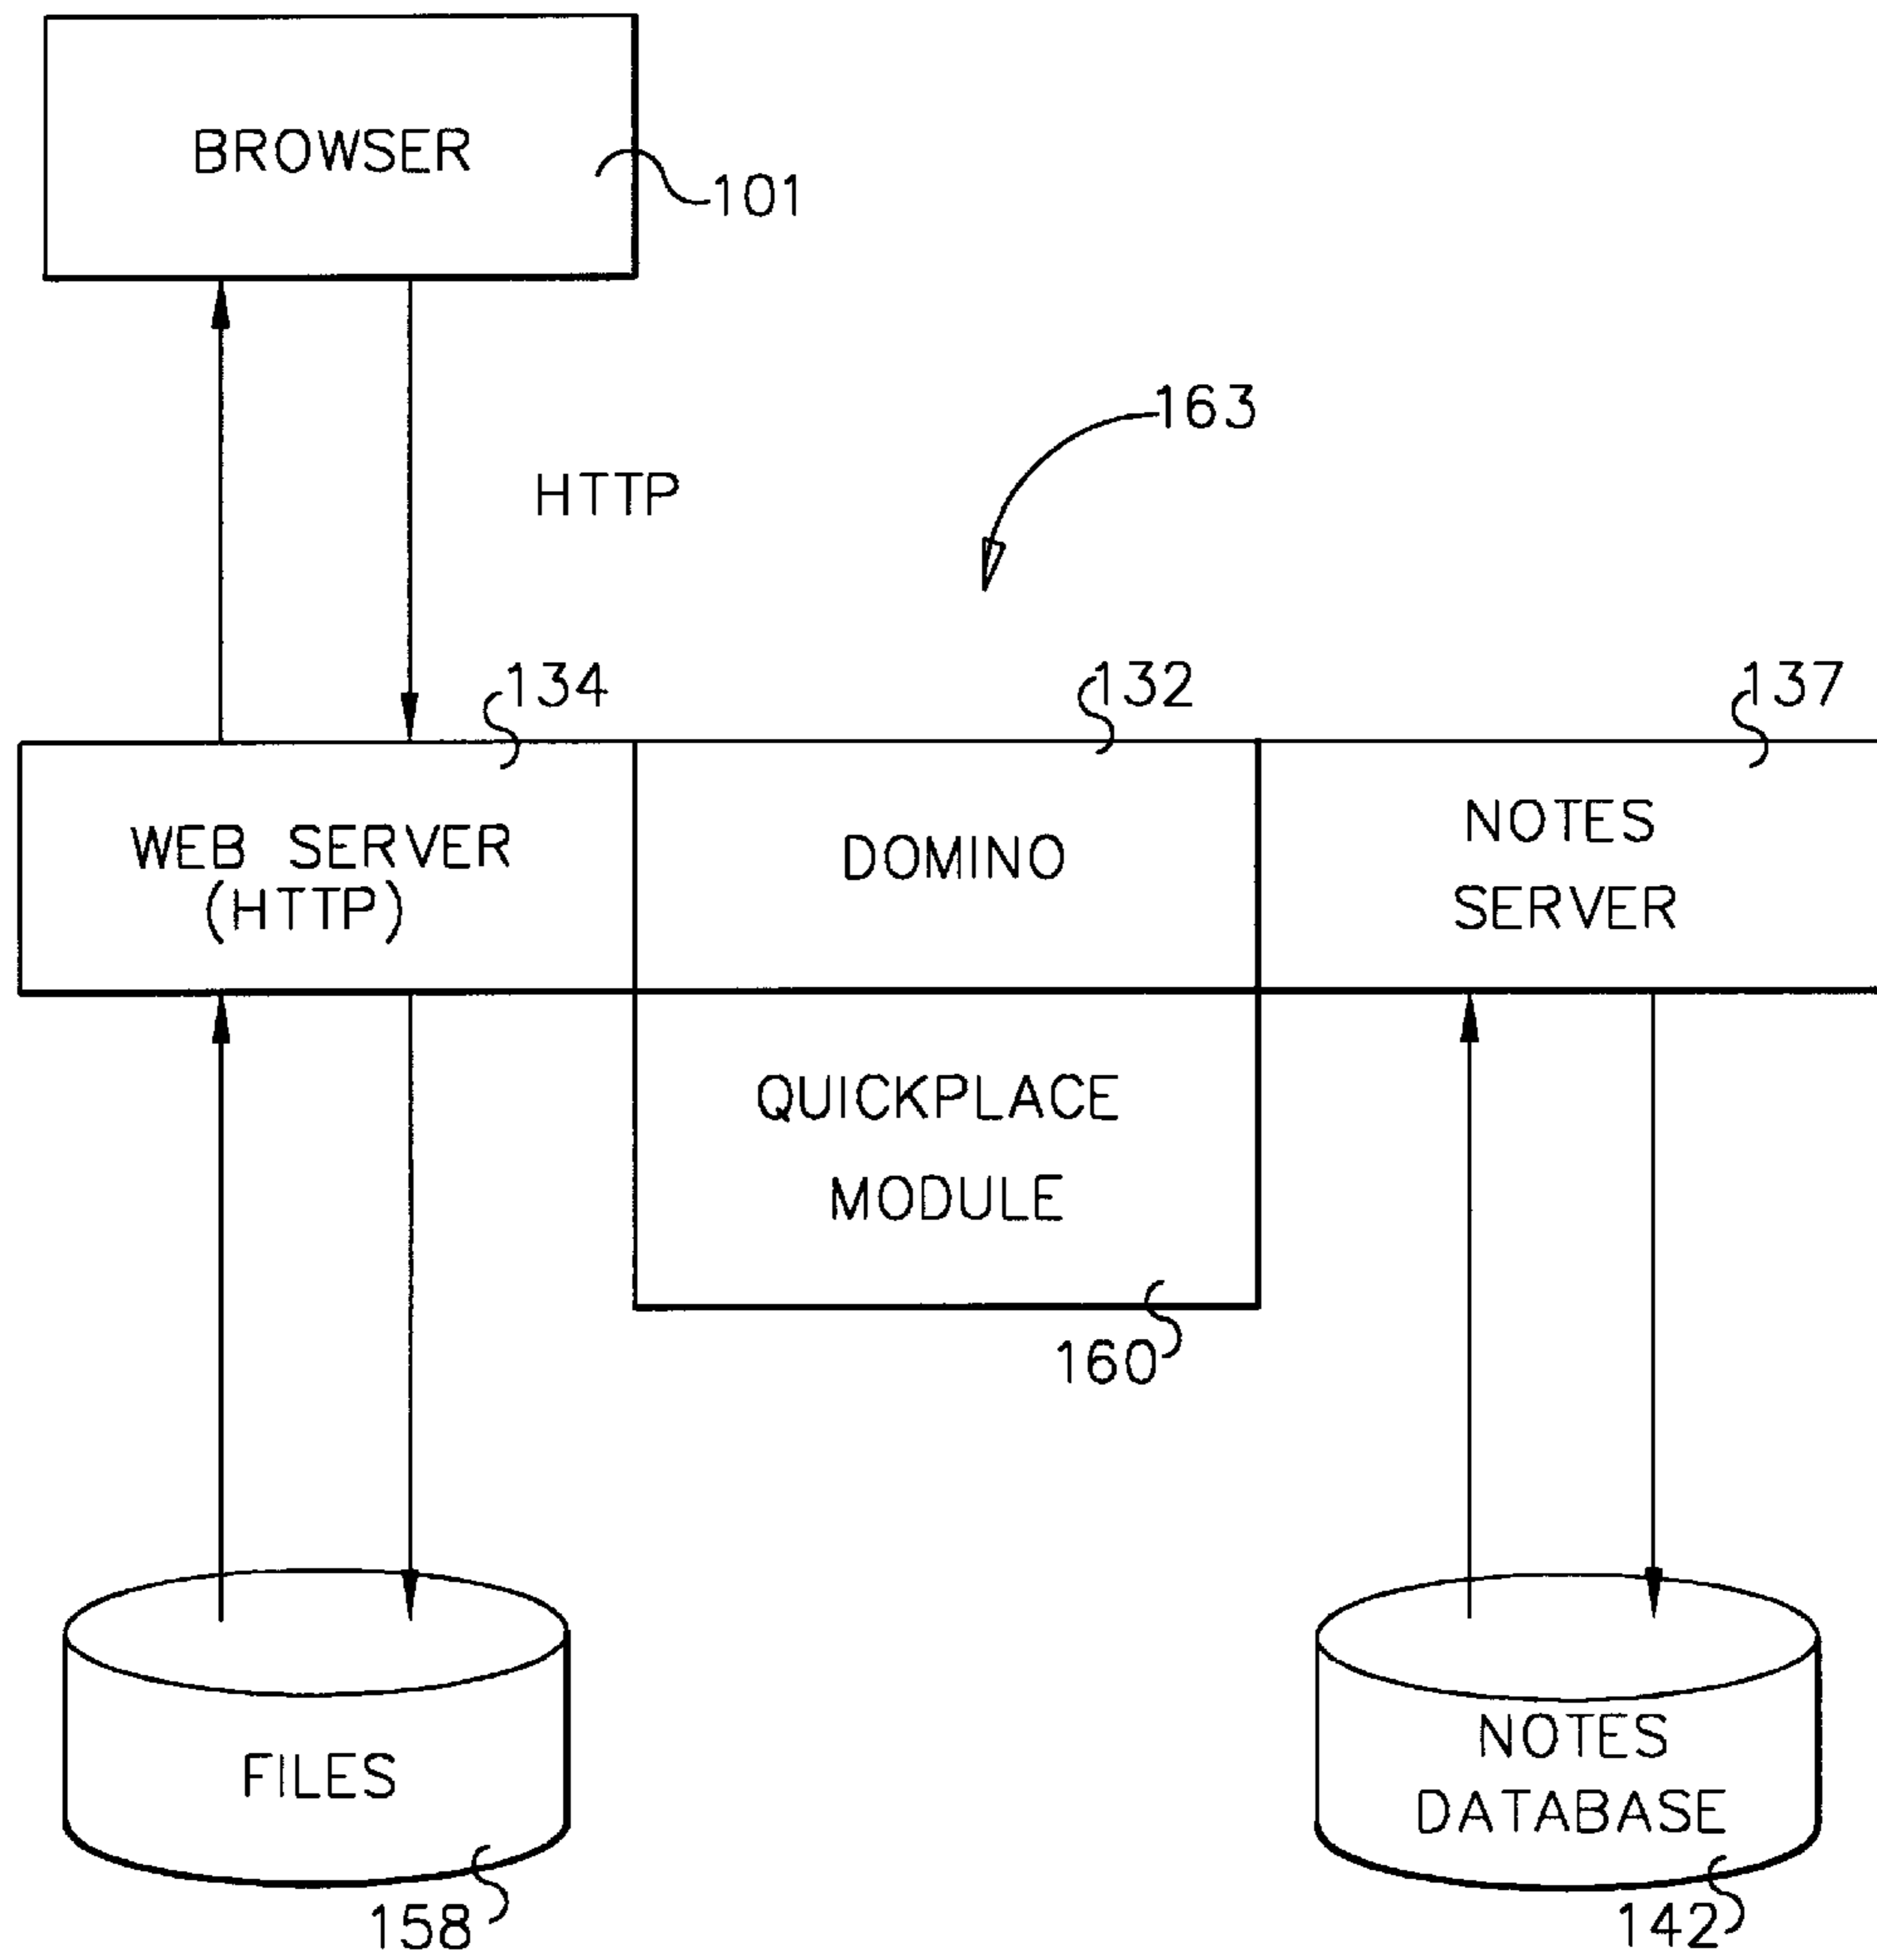 BROWSER
101
163
HTTP
134
132
137
WEB SERVER
(HTTP)
DOMINO
NOTES
SERVER
QUICKPLACE
MODULE
160
FILES
NOTES
DATABASE
158
142